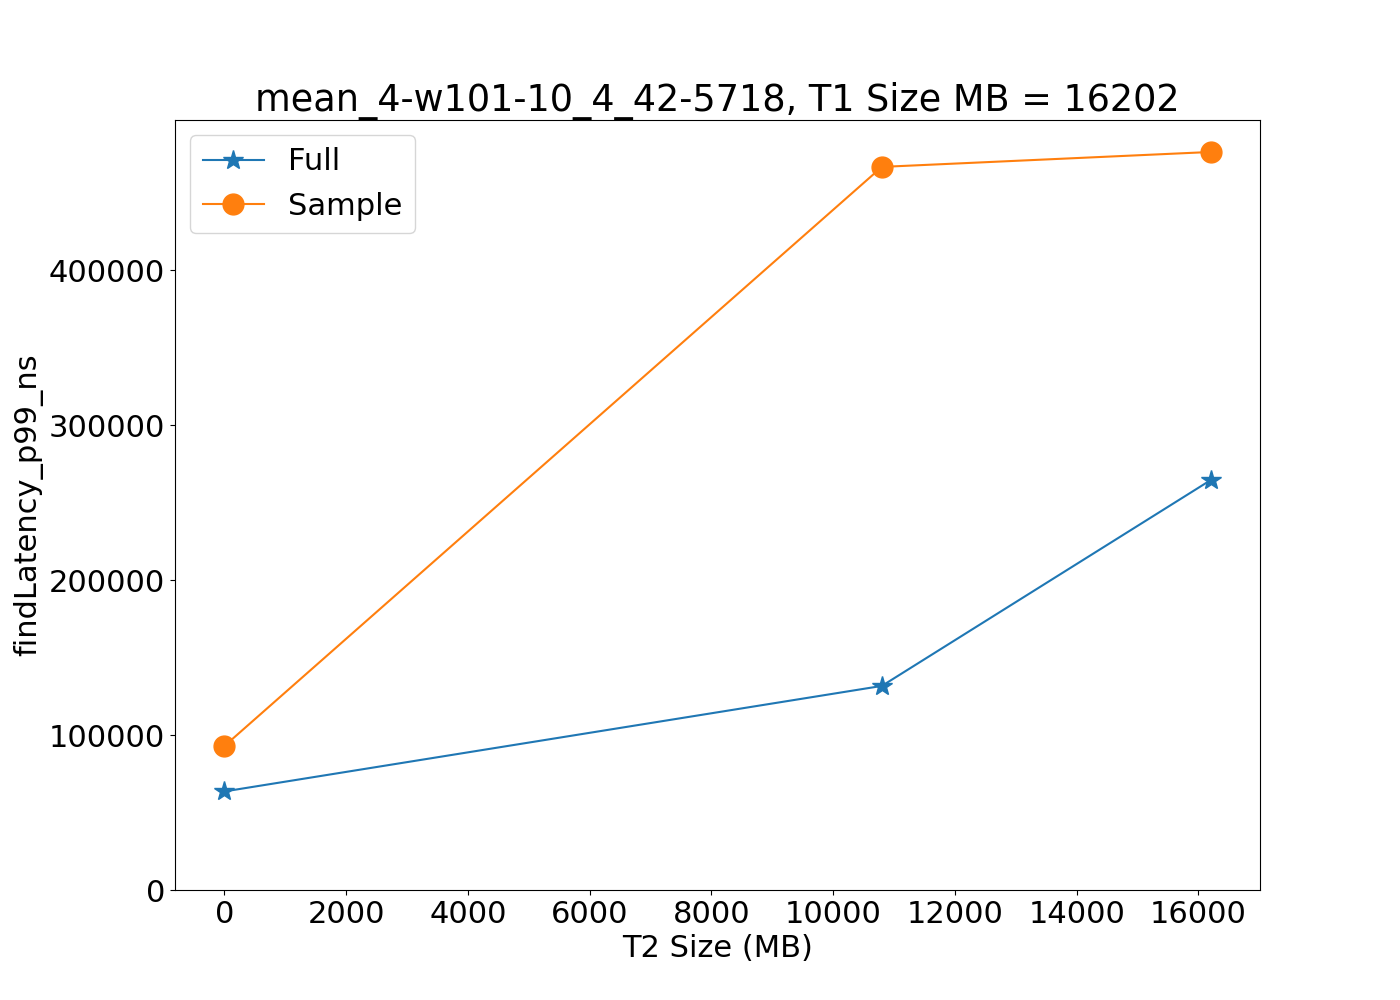 mean_4-w101-10_4_42-5718, T1 Size MB = 16202
Full
Sample
findLatency_p99_ns
400000
300000
200000
100000
0
0 2000 4000 6000 8000 10000 12000 14000 16000
T2 Size (MB)